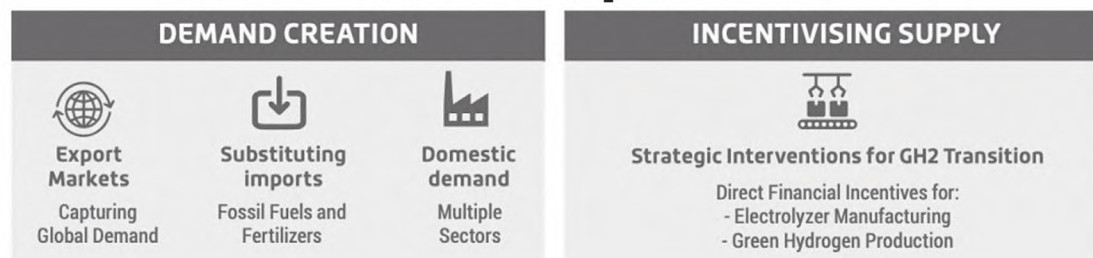 DEMAND CREATION
Export
Markets
Capturing
Global Demand
Substituting
imports
Fossil Fuels and
Fertilizers
Domestic
demand
Multiple
Sectors
INCENTIVISING SUPPLY
Strategic Interventions for GH2 Transition
Direct Financial Incentives for:
- Electrolyzer Manufacturing
- Green Hydrogen Production